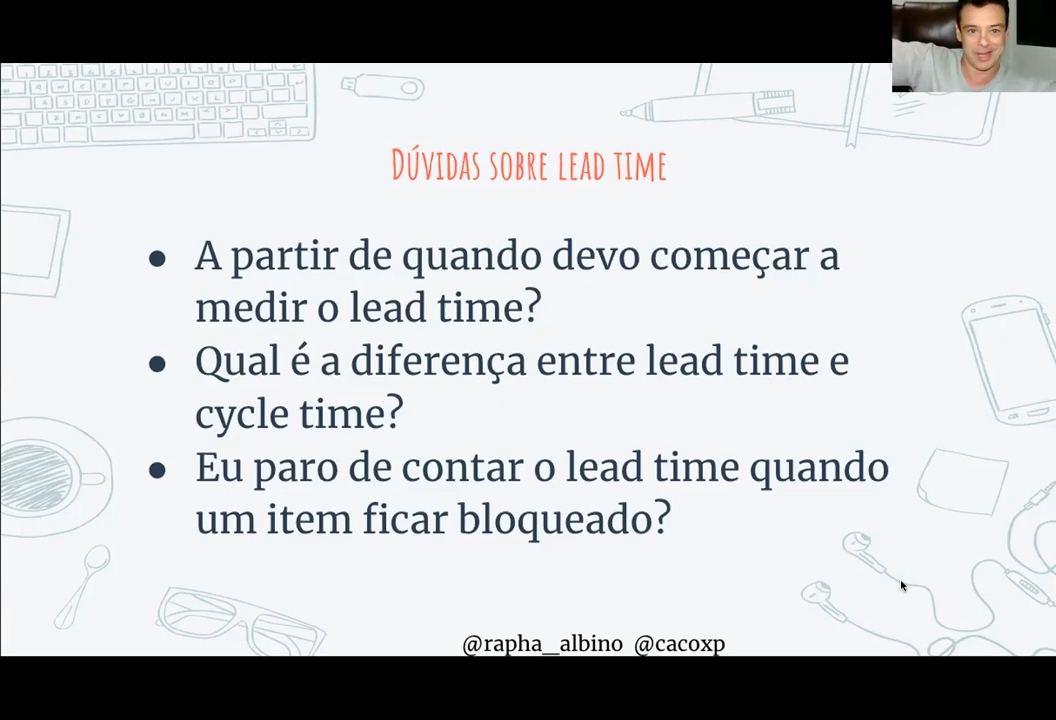 Dúvidas sobre lead time
● A partir de quando devo começar a
medir o lead time?
● Qual é a diferença entre lead time e
cycle time?
● Eu paro de contar o lead time quando
um item ficar bloqueado?
@rapha_albino @cacoxp